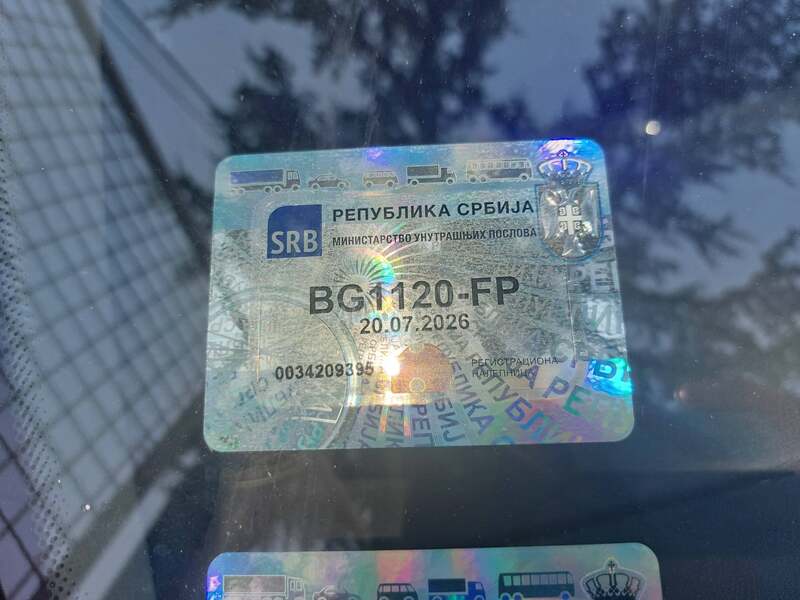 РЕПУБЛИКА СРБИЈА
SRB
МИНИСТАРСТВО УНУТРАШЊИХ ПОСЛОВА
BG1120-FP
20.07.2026
0034209395
РЕГИСТРАЦИОНА
НАЛЕПНИЦА